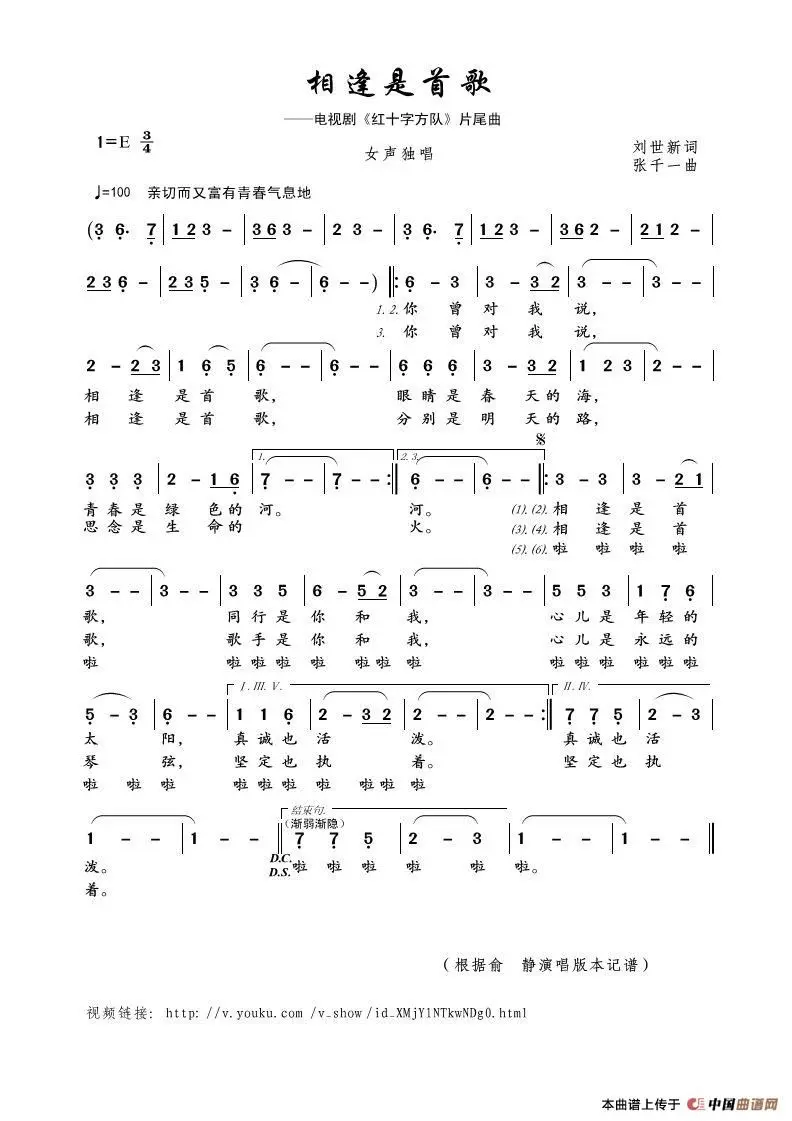 相逢是首歌
——电视剧《红十字方队》片尾曲
1=E 3/4
女声独唱
刘世新词
张千一曲
♩=100 亲切而又富有青春气息地
(3 6. 7 | 1 2 3 - | 3 6 3 - | 2 3 - | 3 6. 7 | 1 2 3 - | 3 6 2 - | 2 1 2 - |
2 3 6 - | 2 3 5 - | 3 6 - | 6 - - ) ‖: 6 - 3 | 3 - 3 2 | 3 - - | 3 - - |
1. 2. 你 曾 对 我 说,
3. 你 曾 对 我 说,
2 - 2 3 | 1 6 5 | 6 - - | 6 - - | 6 6 6 | 3 - 3 2 | 1 2 3 | 2 - - |
相 逢 是 首 歌, 眼 睛 是 春 天 的 海,
相 逢 是 首 歌, 分 别 是 明 天 的 路,
1. 2. 3. 𝄋
3 3 3 | 2 - 1 6 | 7 - - | 7 - - :‖ 6 - - | 6 - - ‖: 3 - 3 | 3 - 2 1 |
青 春 是 绿 色 的 河。 河。 (1). (2). 相 逢 是 首
思 念 是 生 命 的 火。 (3). (4). 相 逢 是 首
(5). (6). 啦 啦 啦 啦
3 - - | 3 - - | 3 3 5 | 6 - 5 2 | 3 - - | 3 - - | 5 5 3 | 1 7 6 |
歌, 同 行 是 你 和 我, 心 儿 是 年 轻 的
歌, 歌 手 是 你 和 我, 心 儿 是 永 远 的
啦 啦 啦 啦 啦 啦 啦 啦 啦 啦 啦 啦 啦 啦
I. III. V. II. IV.
5 - 3 | 6 - - | 1 1 6 | 2 - 3 2 | 2 - - | 2 - - :‖ 7 7 5 | 2 - 3 |
太 阳, 真 诚 也 活 泼。 真 诚 也 活
琴 弦, 坚 定 也 执 着。 坚 定 也 执
啦 啦 啦 啦 啦 啦 啦 啦 啦 啦
结束句.
(渐弱渐隐)
1 - - | 1 - - ‖ 7 7 5 | 2 - 3 | 1 - - | 1 - - ‖
泼。 D.C. 啦 啦 啦 啦 啦 啦。
D.S.
着。
(根据俞 静演唱版本记谱)
视频链接: http: //v.youku.com /v_show /id_XMjY1NTkwNDg0.html
本曲谱上传于 中国曲谱网